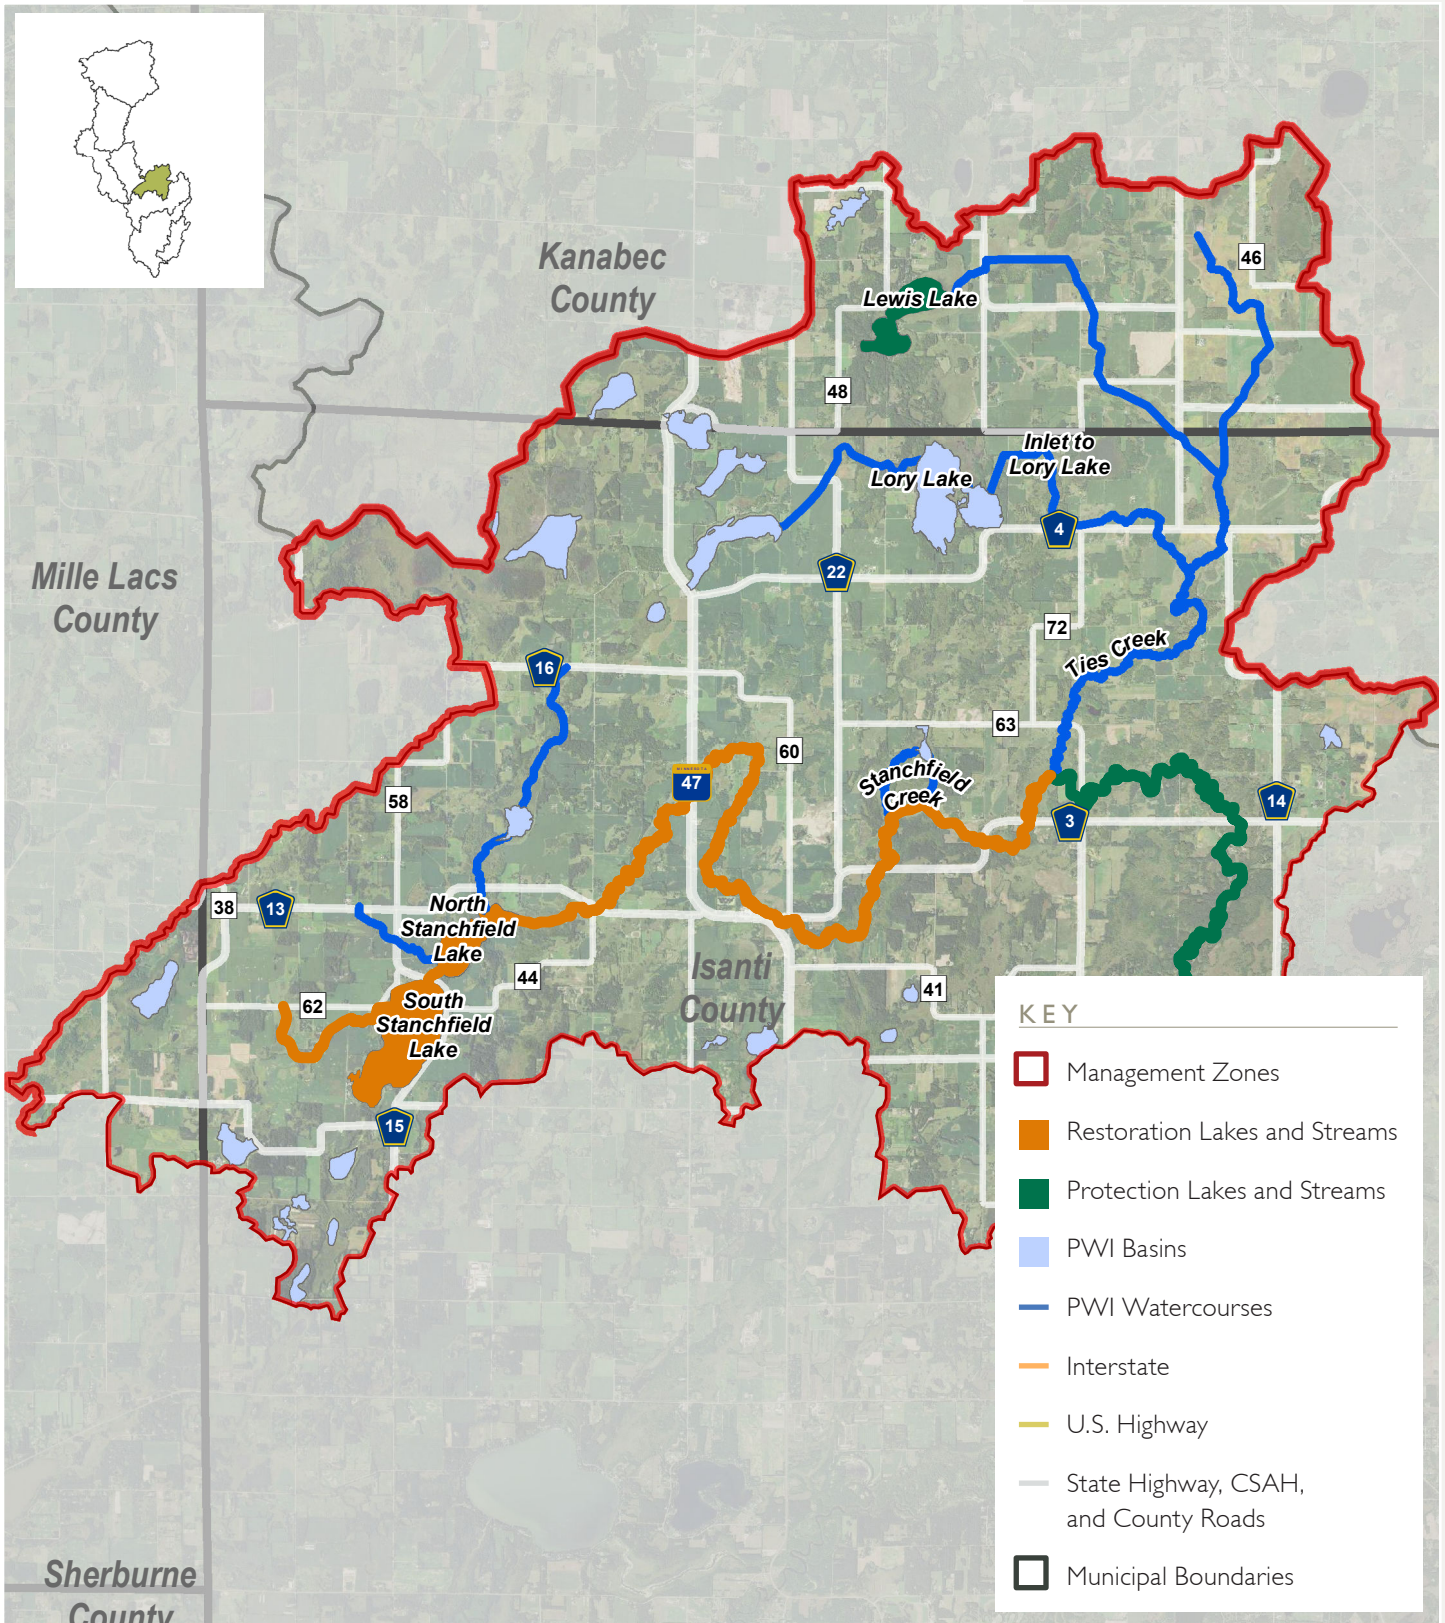 Kanabec
County
46
Lewis Lake
48
Inlet to
Lory Lake
Lory Lake
4
22
Mille Lacs
County
72
Ties Creek
16
63
60
MINNESOTA
47
Stanchfield
Creek
58
14
3
38
13
North
Stanchfield
Lake
Isanti
County
44
41
62
South
Stanchfield
Lake
15
KEY
Management Zones
Restoration Lakes and Streams
Protection Lakes and Streams
PWI Basins
PWI Watercourses
Interstate
U.S. Highway
State Highway, CSAH,
and County Roads
Municipal Boundaries
Sherburne
County